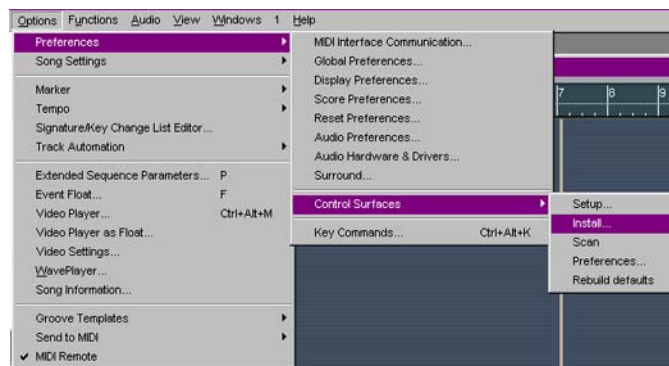 Options Functions Audio View Windows 1 Help
Preferences
Song Settings
Marker
Tempo
Signature/Key Change List Editor...
Track Automation
Extended Sequence Parameters... P
Event Float... F
Video Player... Ctrl+Alt+M
Video Player as Float...
Video Settings...
WavePlayer...
Song Information...
Groove Templates
Send to MIDI
✓ MIDI Remote
MIDI Interface Communication...
Global Preferences...
Display Preferences...
Score Preferences...
Reset Preferences...
Audio Preferences...
Audio Hardware & Drivers...
Surround...
Control Surfaces
Key Commands... Ctrl+Alt+K
Setup...
Install...
Scan
Preferences...
Rebuild defaults
7 8 9